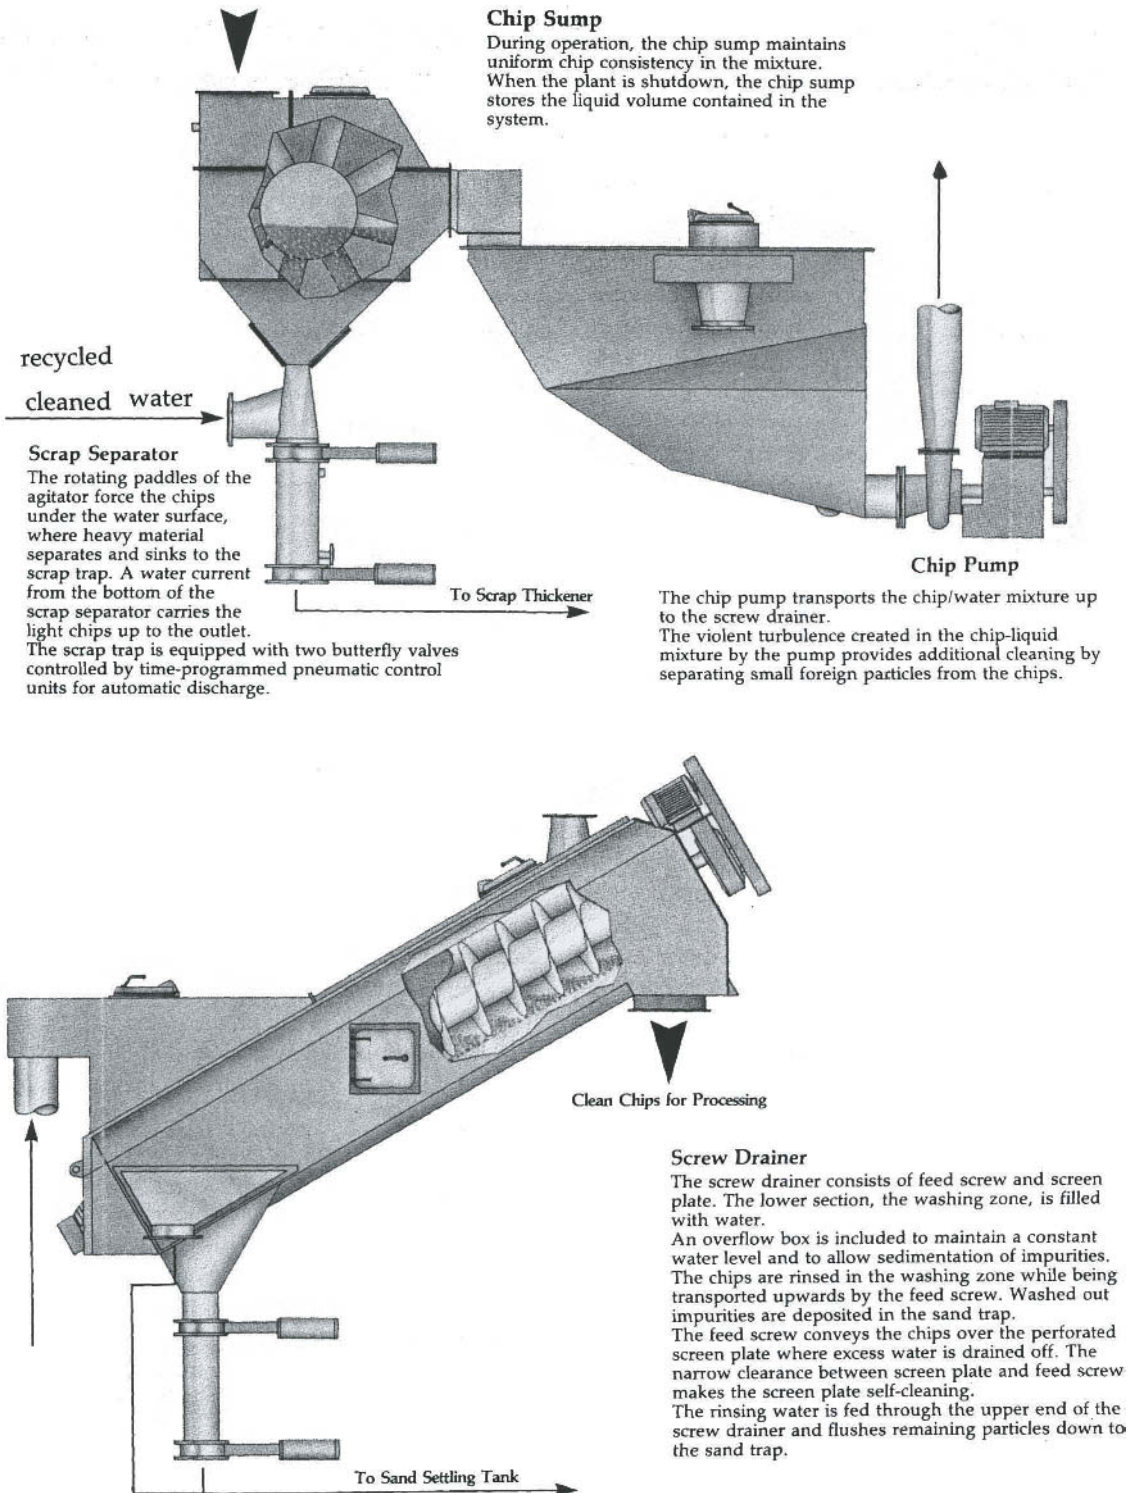 Chip Sump
During operation, the chip sump maintains
uniform chip consistency in the mixture.
When the plant is shutdown, the chip sump
stores the liquid volume contained in the
system.
recycled
cleaned water
Scrap Separator
The rotating paddles of the
agitator force the chips
under the water surface,
where heavy material
separates and sinks to the
scrap trap. A water current
from the bottom of the
scrap separator carries the
light chips up to the outlet.
The scrap trap is equipped with two butterfly valves
controlled by time-programmed pneumatic control
units for automatic discharge.
To Scrap Thickener
Chip Pump
The chip pump transports the chip/water mixture up
to the screw drainer.
The violent turbulence created in the chip-liquid
mixture by the pump provides additional cleaning by
separating small foreign particles from the chips.
Clean Chips for Processing
Screw Drainer
The screw drainer consists of feed screw and screen
plate. The lower section, the washing zone, is filled
with water.
An overflow box is included to maintain a constant
water level and to allow sedimentation of impurities.
The chips are rinsed in the washing zone while being
transported upwards by the feed screw. Washed out
impurities are deposited in the sand trap.
The feed screw conveys the chips over the perforated
screen plate where excess water is drained off. The
narrow clearance between screen plate and feed screw
makes the screen plate self-cleaning.
The rinsing water is fed through the upper end of the
screw drainer and flushes remaining particles down to
the sand trap.
To Sand Settling Tank